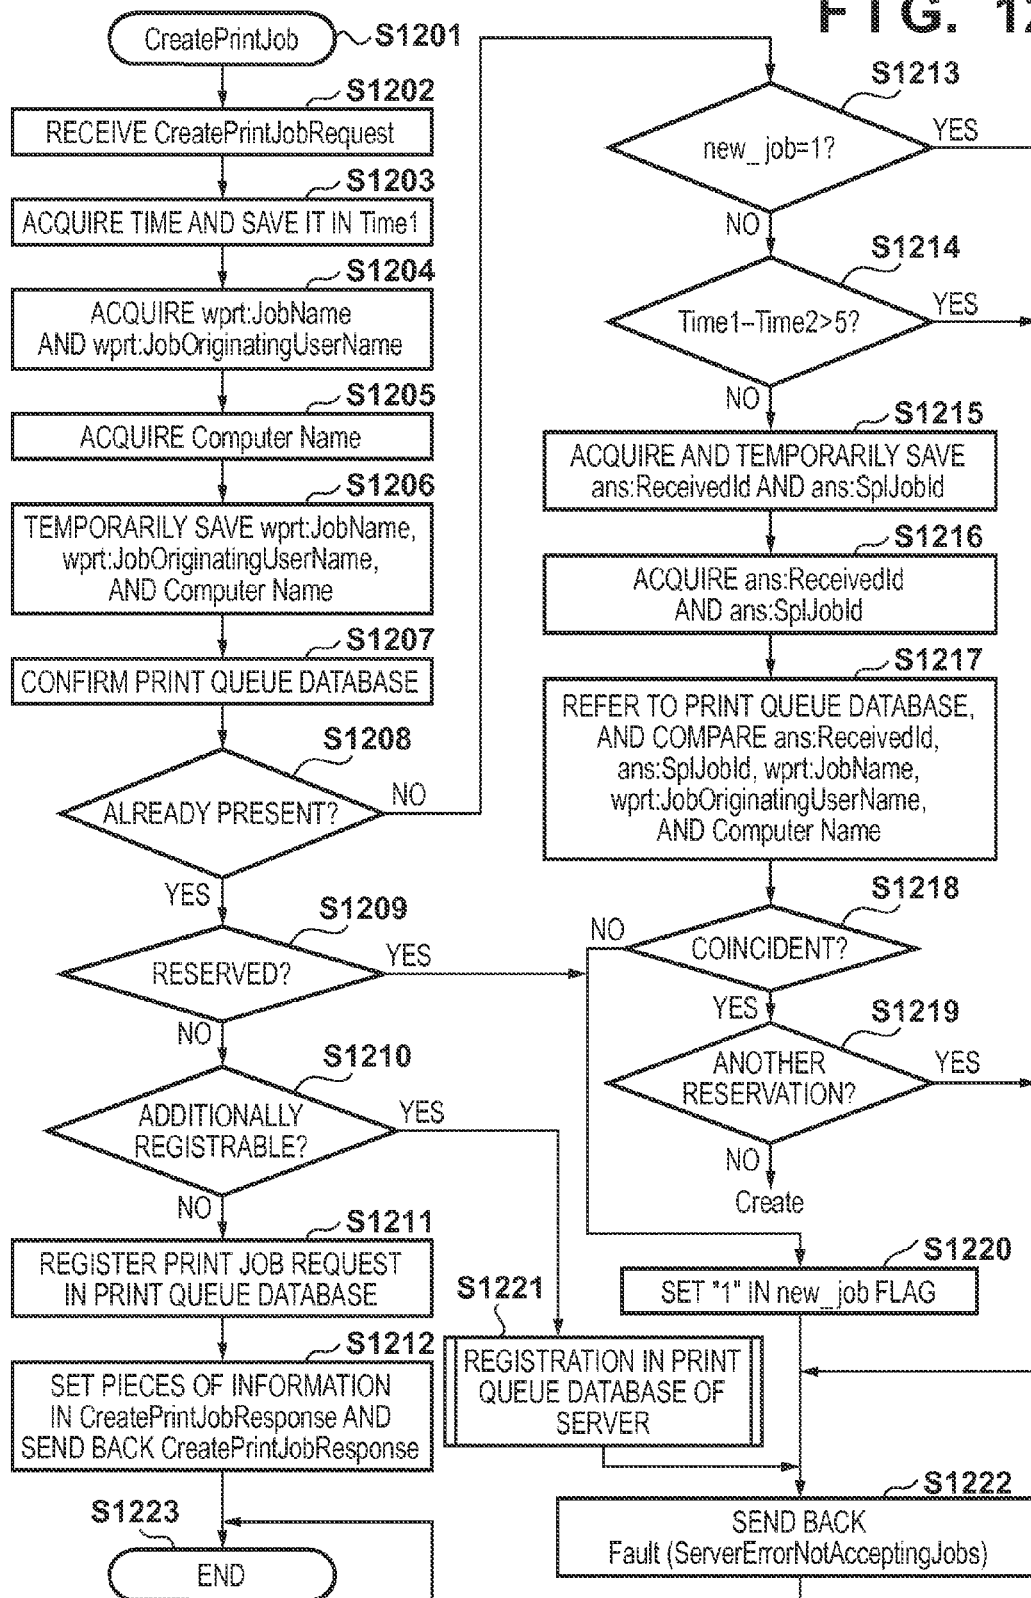 FIG. 12
CreatePrintJob
S1201
S1202
RECEIVE CreatePrintJobRequest
S1203
ACQUIRE TIME AND SAVE IT IN Time1
S1204
ACQUIRE wprt:JobName
AND wprt:JobOriginatingUserName
S1205
ACQUIRE Computer Name
S1206
TEMPORARILY SAVE wprt:JobName,
wprt:JobOriginatingUserName,
AND Computer Name
S1207
CONFIRM PRINT QUEUE DATABASE
S1208
ALREADY PRESENT?
NO
YES
S1209
RESERVED?
YES
NO
S1210
ADDITIONALLY
REGISTRABLE?
YES
NO
S1211
REGISTER PRINT JOB REQUEST
IN PRINT QUEUE DATABASE
S1212
SET PIECES OF INFORMATION
IN CreatePrintJobResponse AND
SEND BACK CreatePrintJobResponse
S1223
END
S1213
new_job=1?
YES
NO
S1214
Time1–Time2>5?
YES
NO
S1215
ACQUIRE AND TEMPORARILY SAVE
ans:ReceivedId AND ans:SplJobId
S1216
ACQUIRE ans:ReceivedId
AND ans:SplJobId
S1217
REFER TO PRINT QUEUE DATABASE,
AND COMPARE ans:ReceivedId,
ans:SplJobId, wprt:JobName,
wprt:JobOriginatingUserName,
AND Computer Name
S1218
COINCIDENT?
NO
YES
S1219
ANOTHER
RESERVATION?
YES
NO
Create
S1220
SET "1" IN new_job FLAG
S1221
REGISTRATION IN PRINT
QUEUE DATABASE OF
SERVER
S1222
SEND BACK
Fault (ServerErrorNotAcceptingJobs)